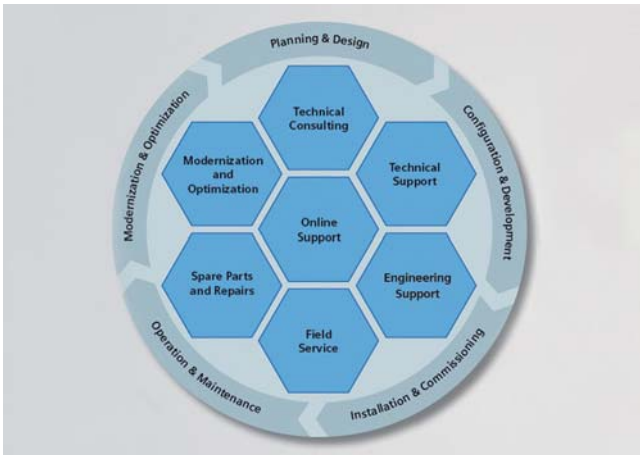 Planning & Design
Configuration & Development
Installation & Commissioning
Operation & Maintenance
Modernization & Optimization
Technical
Consulting
Modernization
and
Optimization
Technical
Support
Online
Support
Spare Parts
and Repairs
Engineering
Support
Field
Service